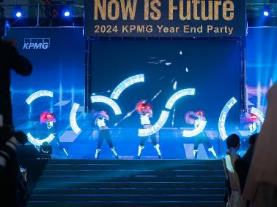 Now Is Future
2024 KPMG Year End Party
KPMG